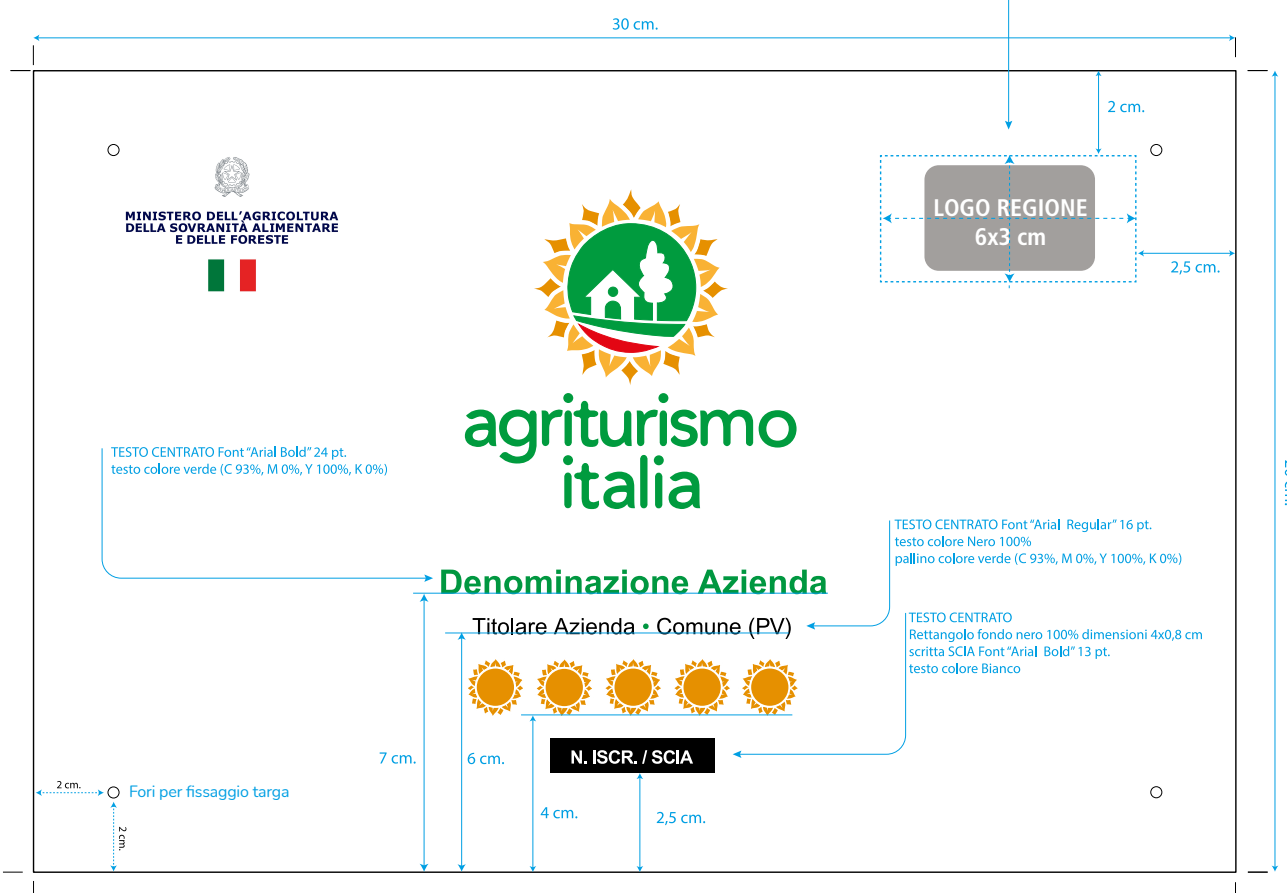 30 cm.
2 cm.
MINISTERO DELL'AGRICOLTURA
DELLA SOVRANITÀ ALIMENTARE
E DELLE FORESTE
LOGO REGIONE
6x3 cm
2,5 cm.
agriturismo
italia
TESTO CENTRATO Font "Arial Bold" 24 pt.
testo colore verde (C 93%, M 0%, Y 100%, K 0%)
TESTO CENTRATO Font "Arial Regular" 16 pt.
testo colore Nero 100%
pallino colore verde (C 93%, M 0%, Y 100%, K 0%)
Denominazione Azienda
Titolare Azienda • Comune (PV)
TESTO CENTRATO
Rettangolo fondo nero 100% dimensioni 4x0,8 cm
scritta SCIA Font "Arial Bold" 13 pt.
testo colore Bianco
7 cm.
6 cm.
N. ISCR. / SCIA
4 cm.
2,5 cm.
2 cm.
Fori per fissaggio targa
2 cm.